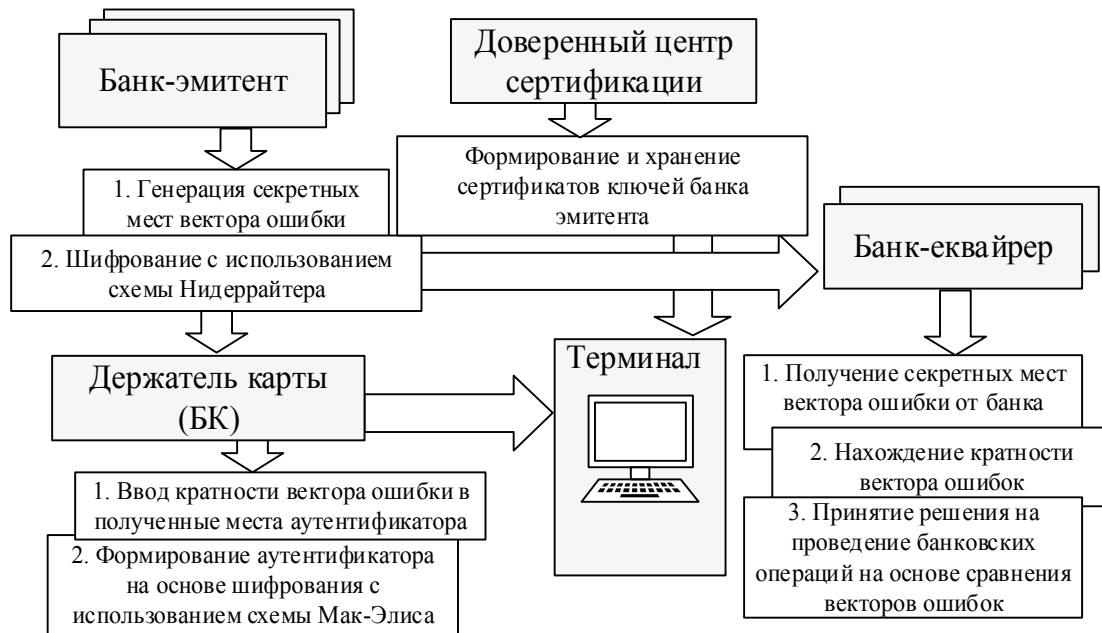 Банк-эмитент
Доверенный центр
сертификации
1. Генерация секретных
мест вектора ошибки
2. Шифрование с использованием
схемы Нидеррайтера
Формирование и хранение
сертификатов ключей банка
эмитента
Банк-еквайрер
Держатель карты
(БК)
Терминал
1. Ввод кратности вектора ошибки в
полученные места аутентификатора
2. Формирование аутентификатора
на основе шифрования с
использованием схемы Мак-Элиса
1. Получение секретных мест
вектора ошибки от банка
2. Нахождение кратности
вектора ошибок
3. Принятие решения на
проведение банковских
операций на основе сравнения
векторов ошибок